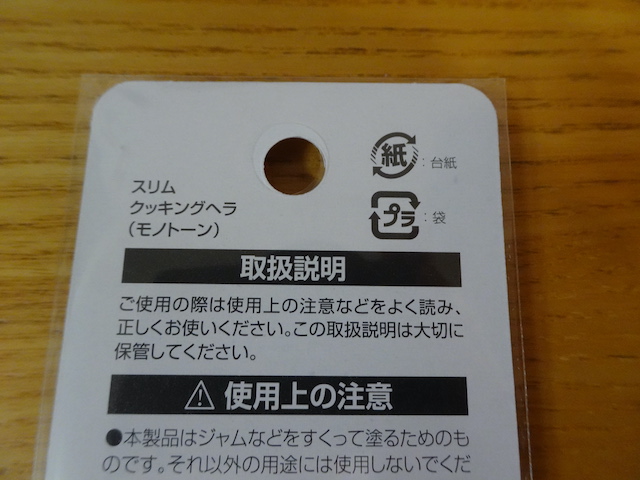 紙:台紙
スリム
クッキングヘラ
プラ:袋
(モノトーン)
取扱説明
ご使用の際は使用上の注意などをよく読み、
正しくお使いください。この取扱説明は大切に
保管してください。
⚠使用上の注意
●本製品はジャムなどをすくって塗るためのも
のです。それ以外の用途には使用しないでくだ